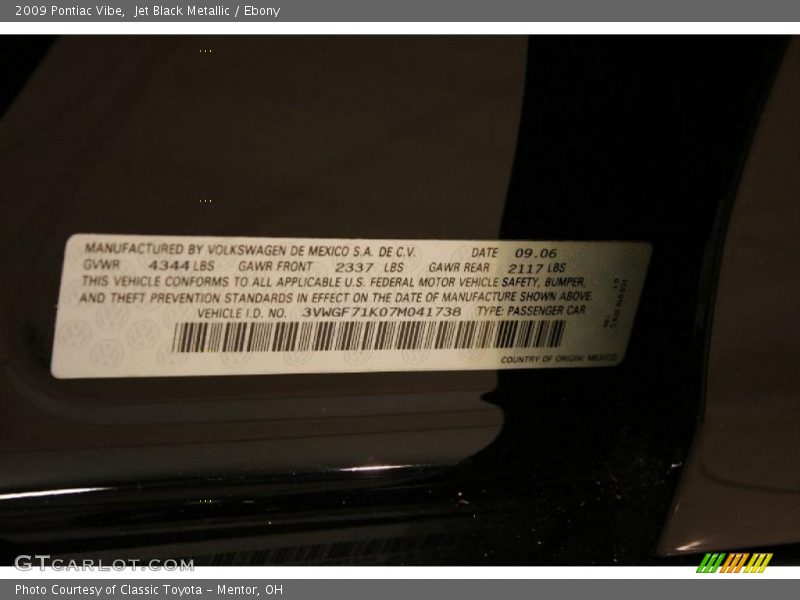 2009 Pontiac Vibe, Jet Black Metallic / Ebony
MANUFACTURED BY VOLKSWAGEN DE MEXICO S.A. DE C.V. DATE 09.06
GVWR 4344 LBS GAWR FRONT 2337 LBS GAWR REAR 2117 LBS
THIS VEHICLE CONFORMS TO ALL APPLICABLE U.S. FEDERAL MOTOR VEHICLE SAFETY, BUMPER,
AND THEFT PREVENTION STANDARDS IN EFFECT ON THE DATE OF MANUFACTURE SHOWN ABOVE
VEHICLE I.D. NO. 3VWGF71K07M041738 TYPE: PASSENGER CAR
COUNTRY OF ORIGIN: MEXICO
GTCARLOT.COM
Photo Courtesy of Classic Toyota - Mentor, OH